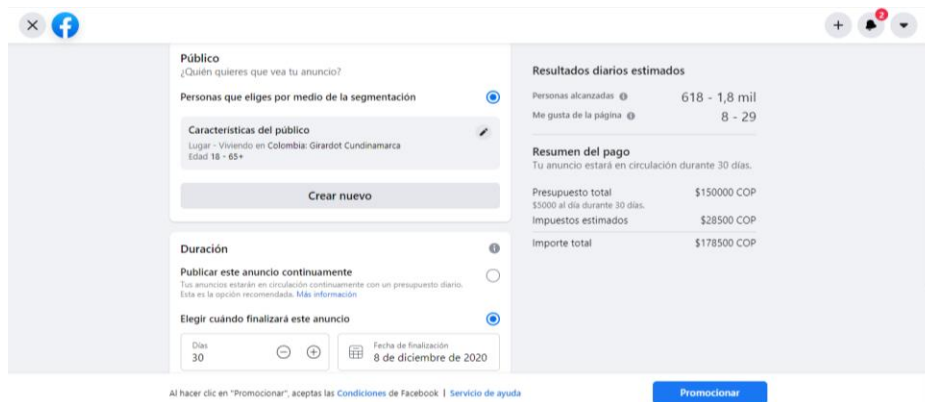 2
Público
¿Quién quieres que vea tu anuncio?
Personas que eliges por medio de la segmentación
Características del público
Lugar - Viviendo en Colombia: Girardot Cundinamarca
Edad 18 - 65+
Crear nuevo
Duración
Publicar este anuncio continuamente
Tus anuncios estarán en circulación continuamente con un presupuesto diario.
Esta es la opción recomendada. Más información
Elegir cuándo finalizará este anuncio
Días
30
Fecha de finalización
8 de diciembre de 2020
Resultados diarios estimados
Personas alcanzadas 618 - 1,8 mil
Me gusta de la página 8 - 29
Resumen del pago
Tu anuncio estará en circulación durante 30 días.
Presupuesto total $150000 COP
$5000 al día durante 30 días.
Impuestos estimados $28500 COP
Importe total $178500 COP
Al hacer clic en "Promocionar", aceptas las Condiciones de Facebook | Servicio de ayuda
Promocionar